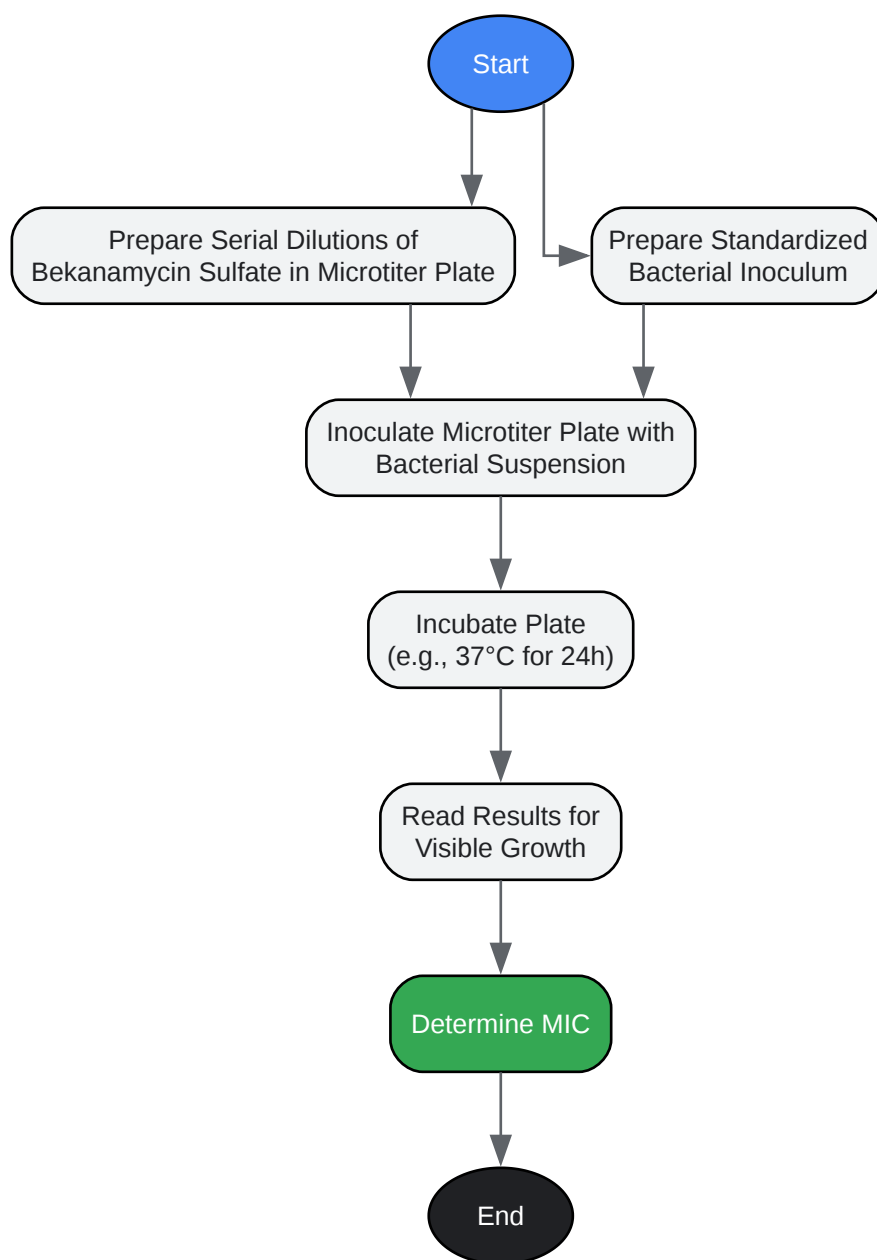 Start
Prepare Serial Dilutions of
Bekanamycin Sulfate in Microtiter Plate
Prepare Standardized
Bacterial Inoculum
Inoculate Microtiter Plate with
Bacterial Suspension
Incubate Plate
(e.g., 37°C for 24h)
Read Results for
Visible Growth
Determine MIC
End